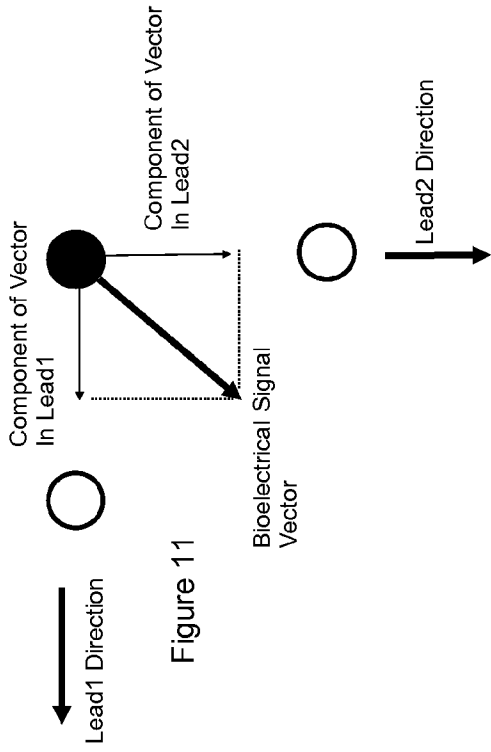 Component of Vector
In Lead1
Component of Vector
In Lead2
Bioelectrical Signal
Vector
Lead1 Direction
Lead2 Direction
Figure 11